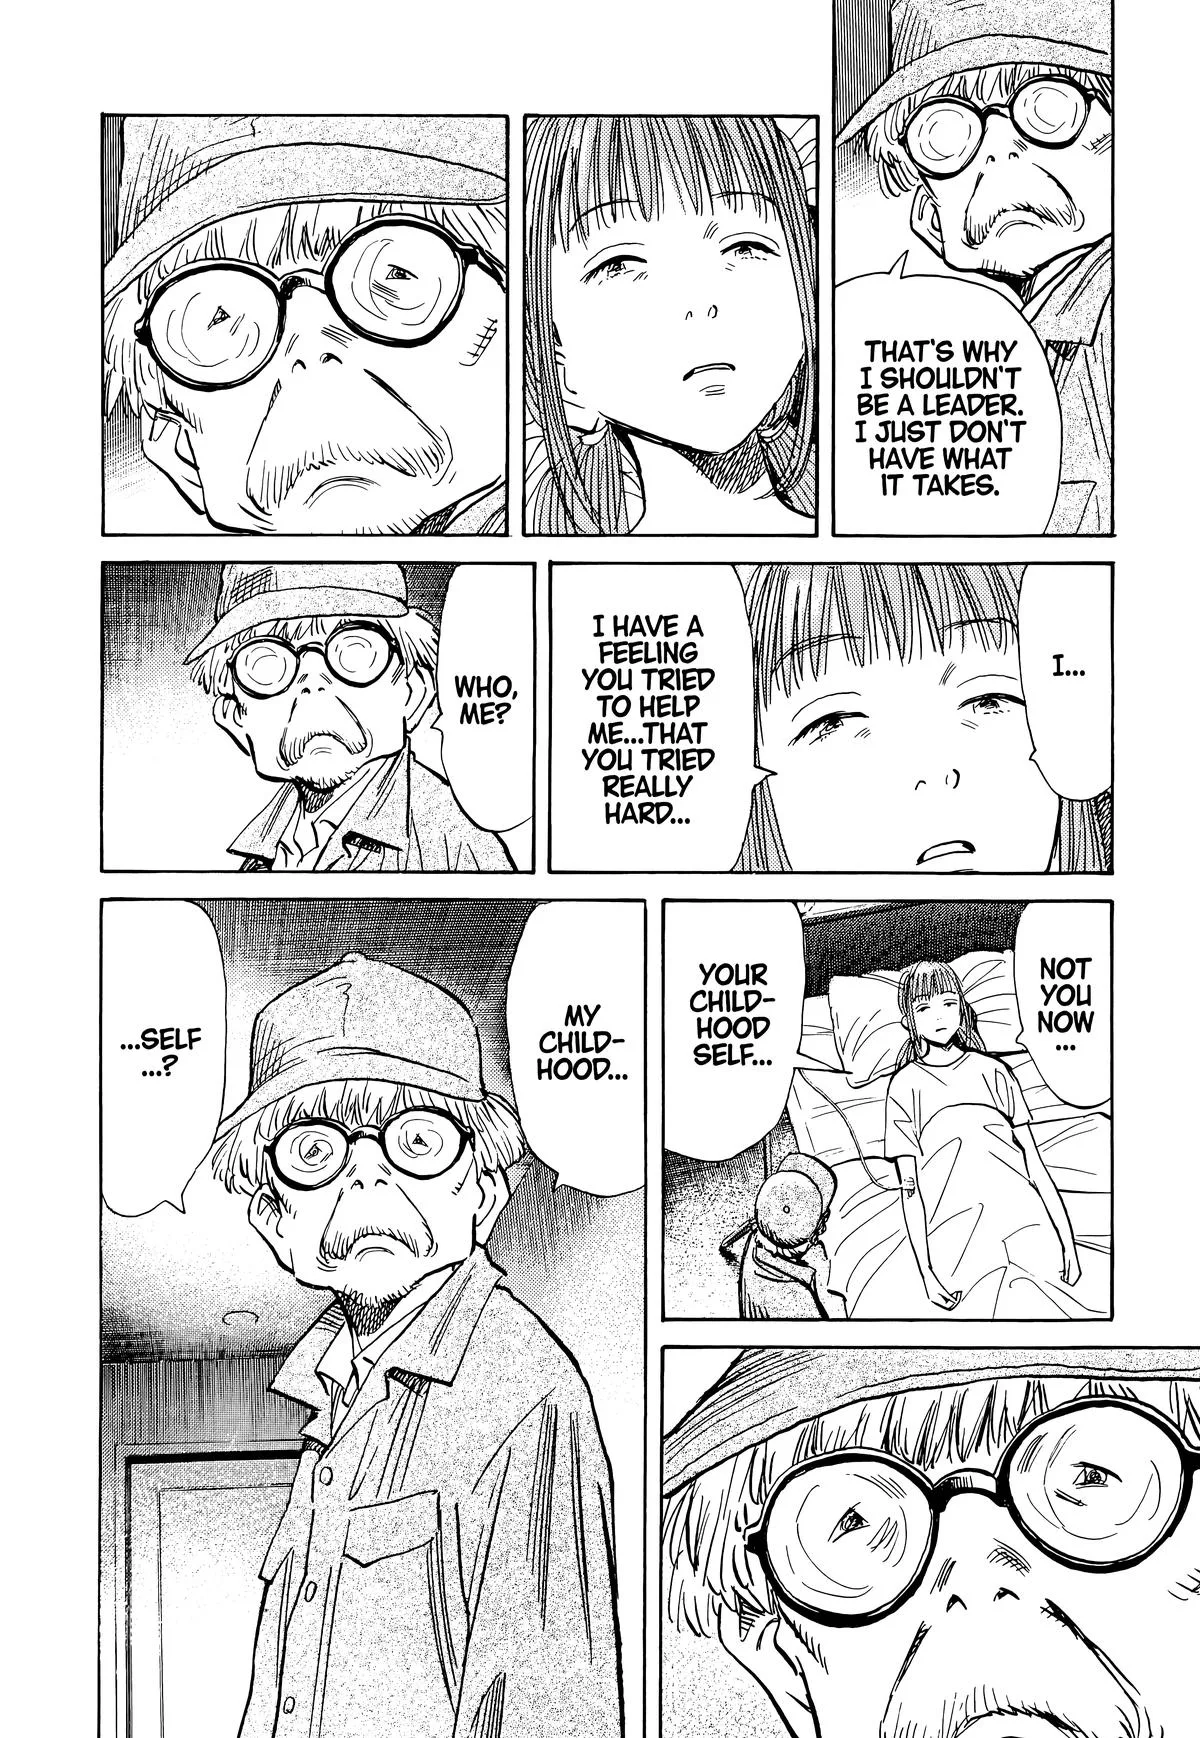 THAT'S WHY
I SHOULDN'T
BE A LEADER.
I JUST DON'T
HAVE WHAT
IT TAKES.
I...
I HAVE A
FEELING
YOU TRIED
TO HELP
ME...THAT
YOU TRIED
REALLY
HARD...
WHO,
ME?
NOT
YOU
NOW
...
YOUR
CHILD-
HOOD
SELF...
MY
CHILD-
HOOD...
...SELF
...?